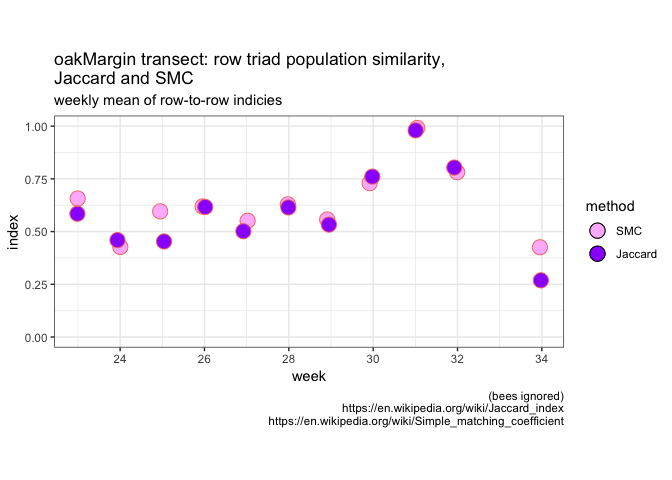 oakMargin transect: row triad population similarity,
Jaccard and SMC
weekly mean of row-to-row indicies
1.00
0.75
0.50
0.25
0.00
index
24
26
28
30
32
34
week
method
SMC
Jaccard
(bees ignored)
https://en.wikipedia.org/wiki/Jaccard_index
https://en.wikipedia.org/wiki/Simple_matching_coefficient